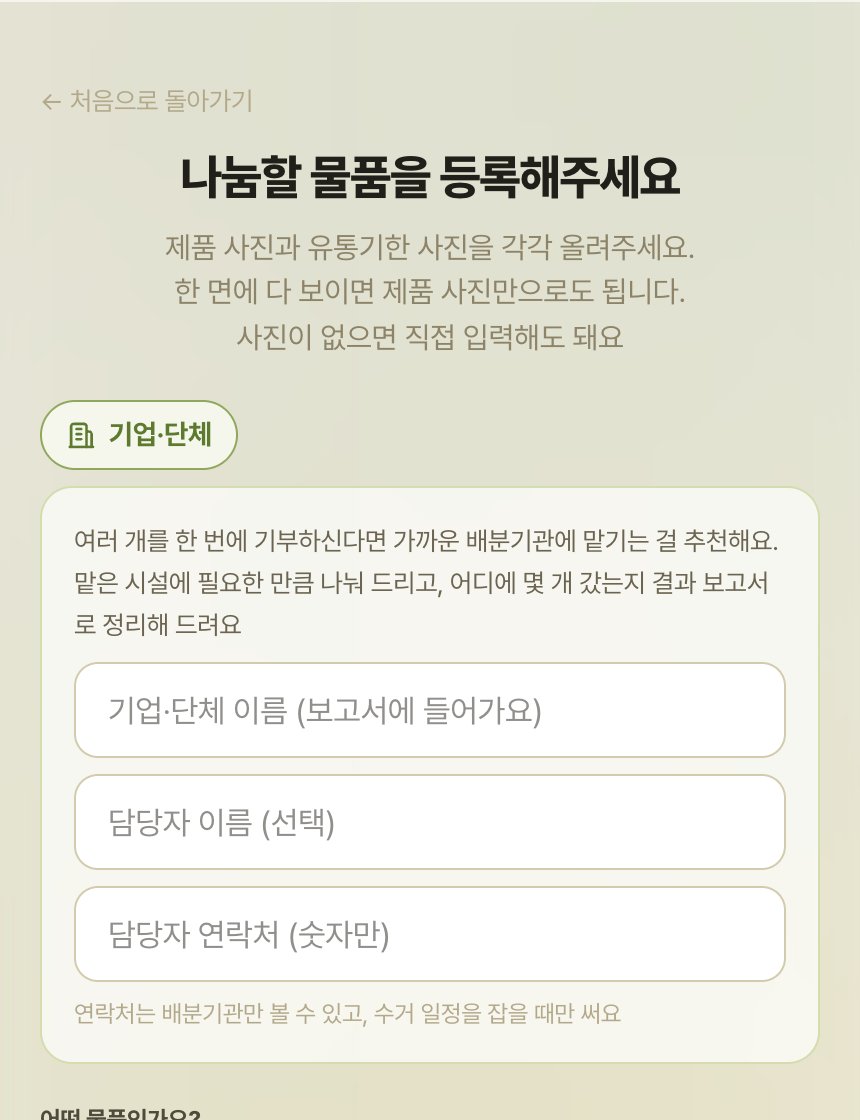 ← 처음으로 돌아가기
나눔할 물품을 등록해주세요
제품 사진과 유통기한 사진을 각각 올려주세요.
한 면에 다 보이면 제품 사진만으로도 됩니다.
사진이 없으면 직접 입력해도 돼요
기업·단체
여러 개를 한 번에 기부하신다면 가까운 배분기관에 맡기는 걸 추천해요.
맡은 시설에 필요한 만큼 나눠 드리고, 어디에 몇 개 갔는지 결과 보고서
로 정리해 드려요
기업·단체 이름 (보고서에 들어가요)
담당자 이름 (선택)
담당자 연락처 (숫자만)
연락처는 배분기관만 볼 수 있고, 수거 일정을 잡을 때만 써요
어떤 물품인가요?